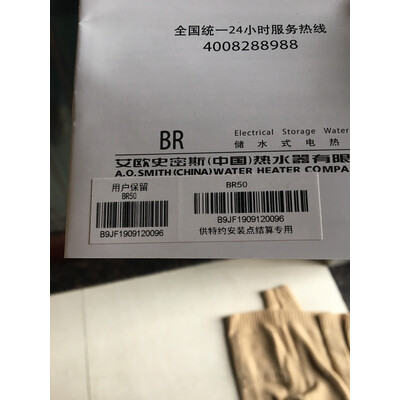 全国统一24小时服务热线
4008288988
BR
Electrical Storage Water
储水式电热
艾欧史密斯(中国)热水器有限
A.O.SMITH(CHINA)WATER HEATER COMPA
用户保留
BR50
B9JF1909120096
BR50
B9JF1909120096
供特约安装点结算专用